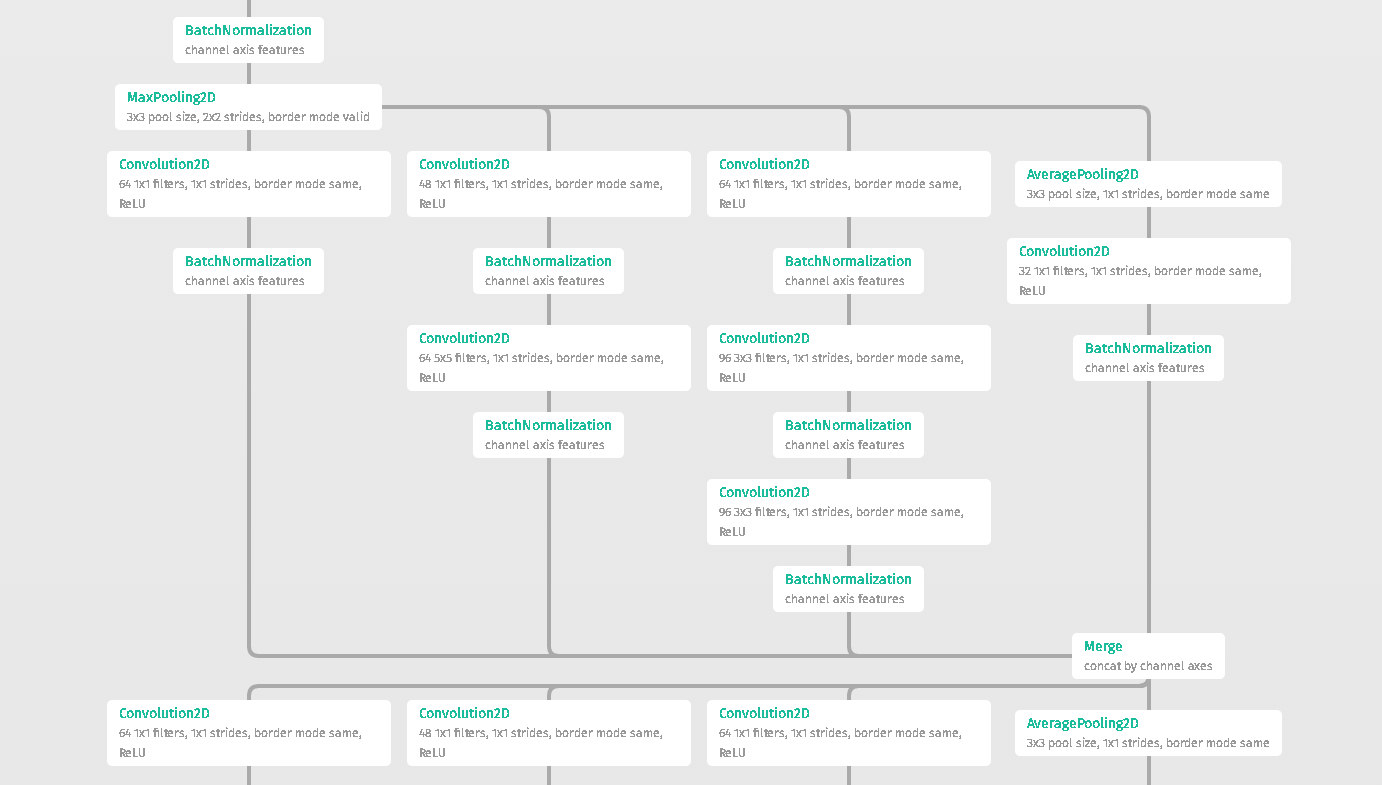 BatchNormalization
channel axis features
MaxPooling2D
3x3 pool size, 2x2 strides, border mode valid
Convolution2D
64 1x1 filters, 1x1 strides, border mode same,
ReLU
Convolution2D
48 1x1 filters, 1x1 strides, border mode same,
ReLU
Convolution2D
64 1x1 filters, 1x1 strides, border mode same,
ReLU
AveragePooling2D
3x3 pool size, 1x1 strides, border mode same
BatchNormalization
channel axis features
BatchNormalization
channel axis features
BatchNormalization
channel axis features
Convolution2D
32 1x1 filters, 1x1 strides, border mode same,
ReLU
Convolution2D
64 5x5 filters, 1x1 strides, border mode same,
ReLU
Convolution2D
96 3x3 filters, 1x1 strides, border mode same,
ReLU
BatchNormalization
channel axis features
BatchNormalization
channel axis features
BatchNormalization
channel axis features
Convolution2D
96 3x3 filters, 1x1 strides, border mode same,
ReLU
BatchNormalization
channel axis features
Merge
concat by channel axes
Convolution2D
64 1x1 filters, 1x1 strides, border mode same,
ReLU
Convolution2D
48 1x1 filters, 1x1 strides, border mode same,
ReLU
Convolution2D
64 1x1 filters, 1x1 strides, border mode same,
ReLU
AveragePooling2D
3x3 pool size, 1x1 strides, border mode same